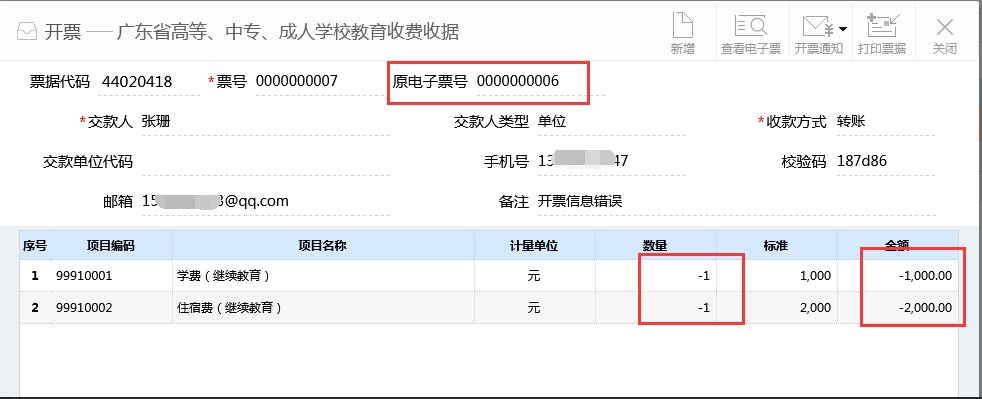 开票 —— 广东省高等、中专、成人学校教育收费收据
新增 查看电子票 开票通知 打印票据 关闭
票据代码 44020418 *票号 0000000007 原电子票号 0000000006
*交款人 张珊 交款人类型 单位 *收款方式 转账
交款单位代码 手机号 13 47 校验码 187d86
邮箱 15 3@qq.com 备注 开票信息错误
序号 项目编码 项目名称 计量单位 数量 标准 金额
1 99910001 学费（继续教育） 元 -1 1,000 -1,000.00
2 99910002 住宿费（继续教育） 元 -1 2,000 -2,000.00